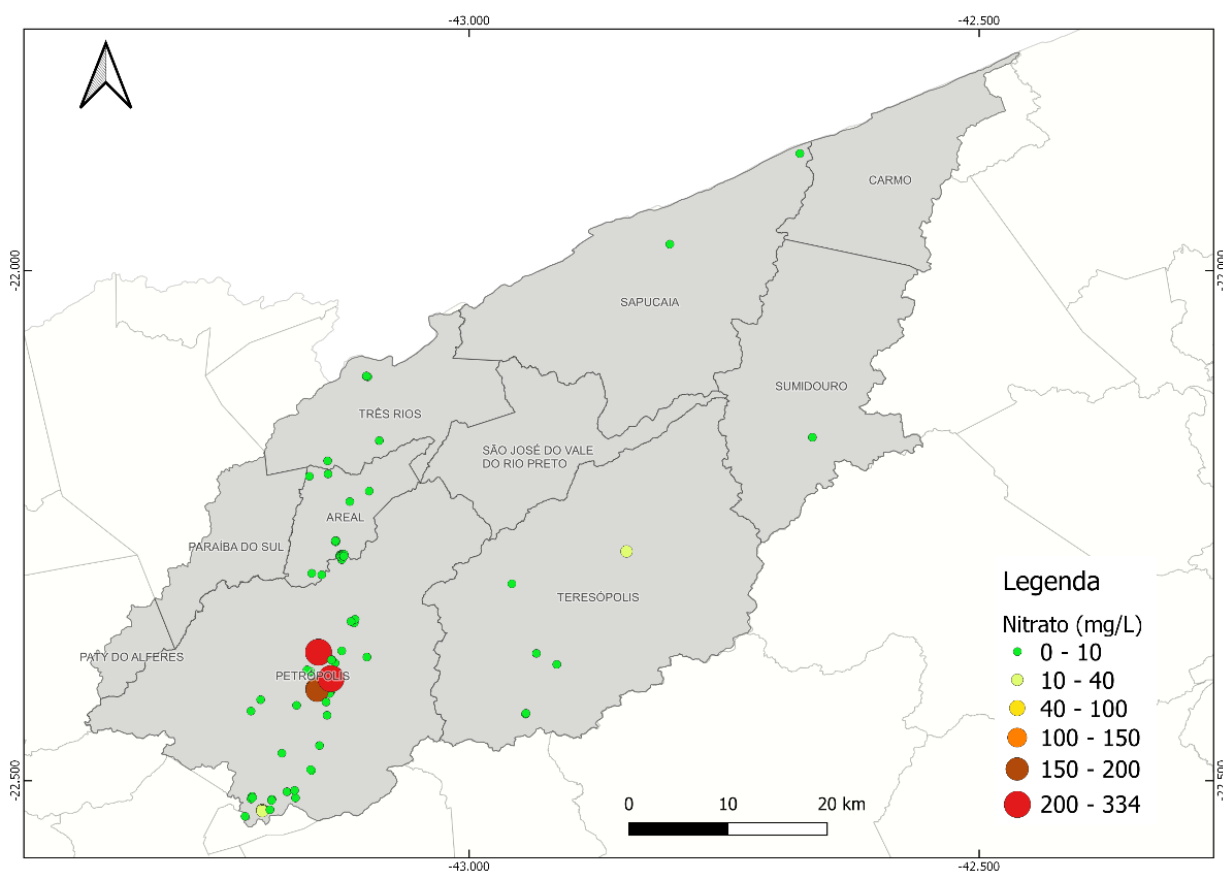 -43.000
-42.500
CARMO
-22.000
-22.000
SAPUCAIA
SUMIDOURO
TRÊS RIOS
SÃO JOSÉ DO VALE
DO RIO PRETO
AREAL
PARAÍBA DO SUL
TERESÓPOLIS
PATY DO ALFERES
PETRÓPOLIS
Legenda
Nitrato (mg/L)
0 - 10
10 - 40
40 - 100
100 - 150
150 - 200
200 - 334
-22.500
-22.500
0 10 20 km
-43.000
-42.500